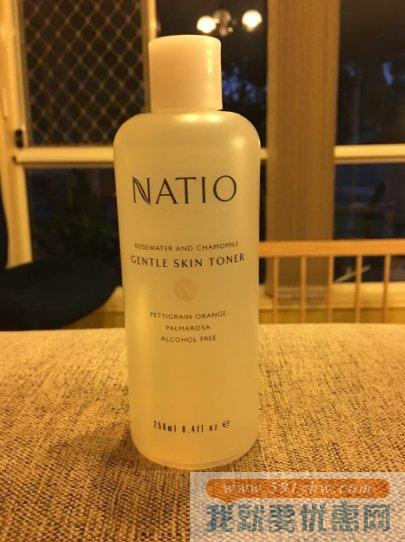 NATIO
ROSEWATER AND CHAMOMILE
GENTLE SKIN TONER
N
PETTIGRAIN ORANGE
PALMAROSA
ALCOHOL FREE
250ml 8.4fl oz e
www.591ghw.com
我就要优惠网